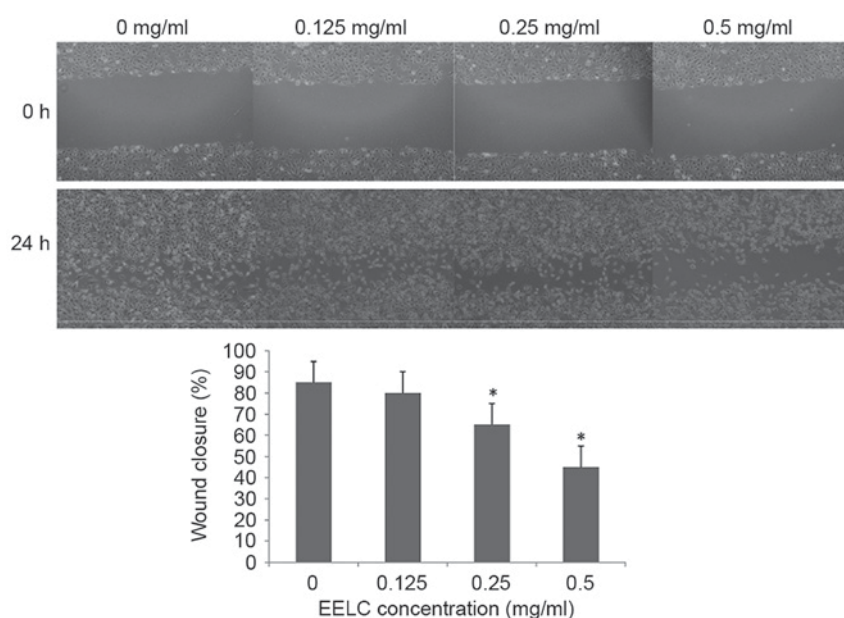 0 mg/ml 0.125 mg/ml 0.25 mg/ml 0.5 mg/ml
0 h
24 h
Wound closure (%)
100
90
80
70
60
50
40
30
20
10
0
*
*
0 0.125 0.25 0.5
EELC concentration (mg/ml)